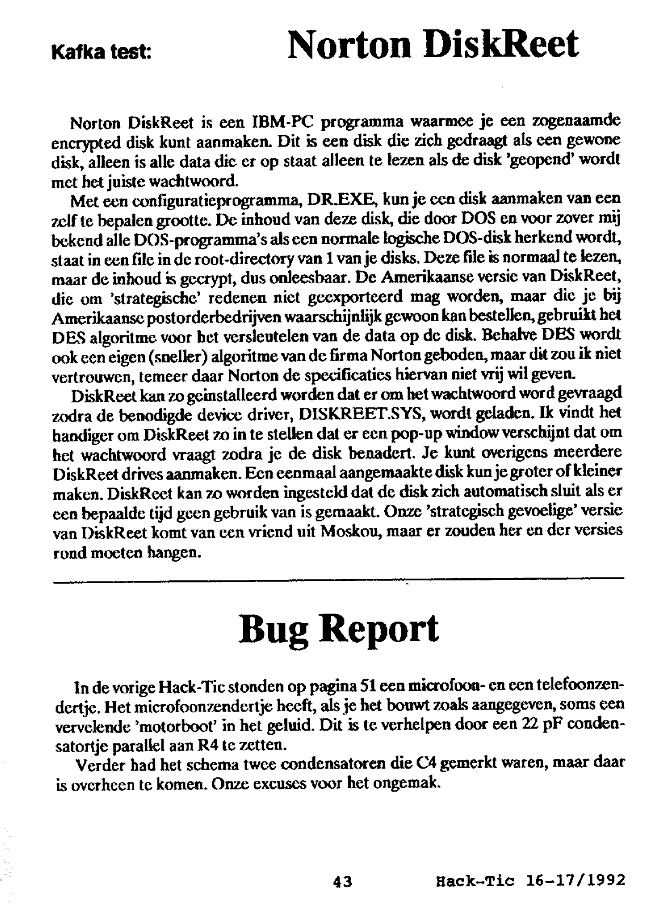 Kafka test: Norton DiskReet
Norton DiskReet is een IBM-PC programma waarmee je een zogenaamde
encrypted disk kunt aanmaken. Dit is een disk die zich gedraagt als een gewone
disk, alleen is alle data die er op staat alleen te lezen als de disk 'geopend' wordt
met het juiste wachtwoord.
Met een configuratieprogramma, DR.EXE, kun je een disk aanmaken van een
zelf te bepalen grootte. De inhoud van deze disk, die door DOS en voor zover mij
bekend alle DOS-programma's als een normale logische DOS-disk herkend wordt,
staat in een file in de root-directory van 1 van je disks. Deze file is normaal te lezen,
maar de inhoud is gecrypt, dus onleesbaar. De Amerikaanse versie van DiskReet,
die om 'strategische' redenen niet geexporteerd mag worden, maar die je bij
Amerikaanse postorderbedrijven waarschijnlijk gewoon kan bestellen, gebruikt het
DES algoritme voor het versleutelen van de data op de disk. Behalve DES wordt
ook een eigen (sneller) algoritme van de firma Norton geboden, maar dit zou ik niet
vertrouwen, temeer daar Norton de specificaties hiervan niet vrij wil geven.
DiskReet kan zo geinstalleerd worden dat er om het wachtwoord word gevraagd
zodra de benodigde device driver, DISKREET.SYS, wordt geladen. Ik vindt het
handiger om DiskReet zo in te stellen dat er een pop-up window verschijnt dat om
het wachtwoord vraagt zodra je de disk benadert. Je kunt overigens meerdere
DiskReet drives aanmaken. Een eenmaal aangemaakte disk kun je groter of kleiner
maken. DiskReet kan zo worden ingesteld dat de disk zich automatisch sluit als er
een bepaalde tijd geen gebruik van is gemaakt. Onze 'strategisch gevoelige' versie
van DiskReet komt van een vriend uit Moskou, maar er zouden her en der versies
rond moeten hangen.
Bug Report
In de vorige Hack-Tic stonden op pagina 51 een microfoon- en een telefoonzen-
dertje. Het microfoonzendertje heeft, als je het bouwt zoals aangegeven, soms een
vervelende 'motorboot' in het geluid. Dit is te verhelpen door een 22 pF conden-
satortje parallel aan R4 te zetten.
Verder had het schema twee condensatoren die C4 gemerkt waren, maar daar
is overheen te komen. Onze excuses voor het ongemak.
43 Hack-Tic 16-17/1992